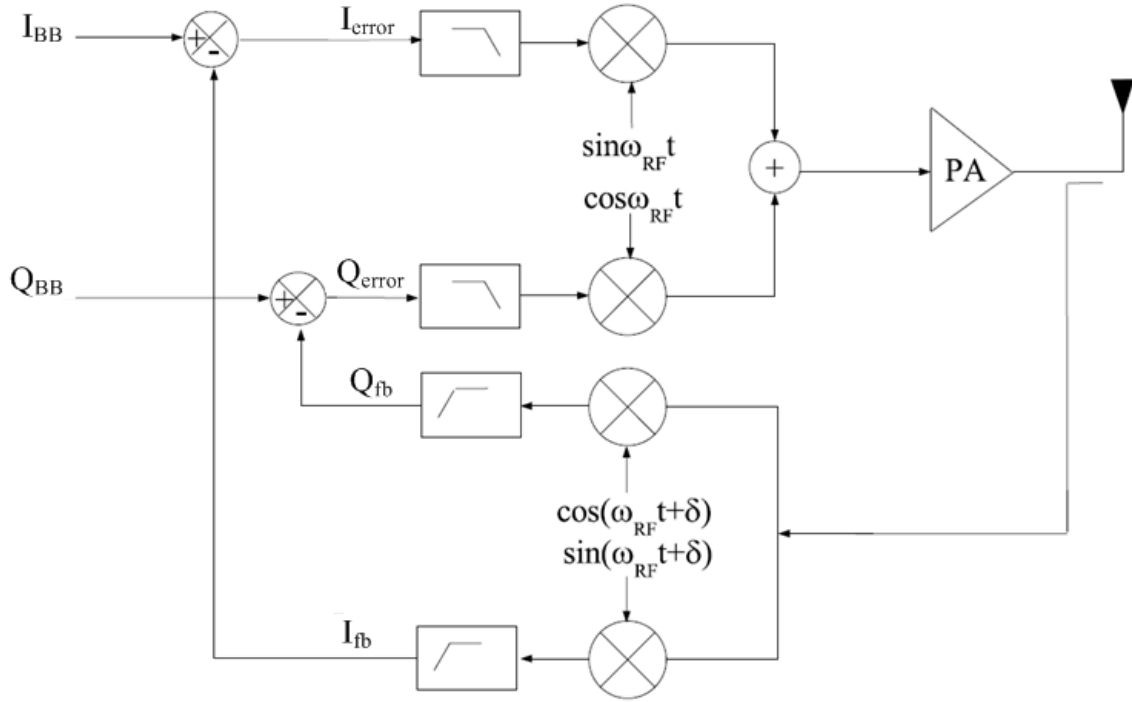 I_BB
+
-
I_error
sinω_RF t
cosω_RF t
+
PA
Q_BB
+
-
Q_error
Q_fb
cos(ω_RF t+δ)
sin(ω_RF t+δ)
I_fb